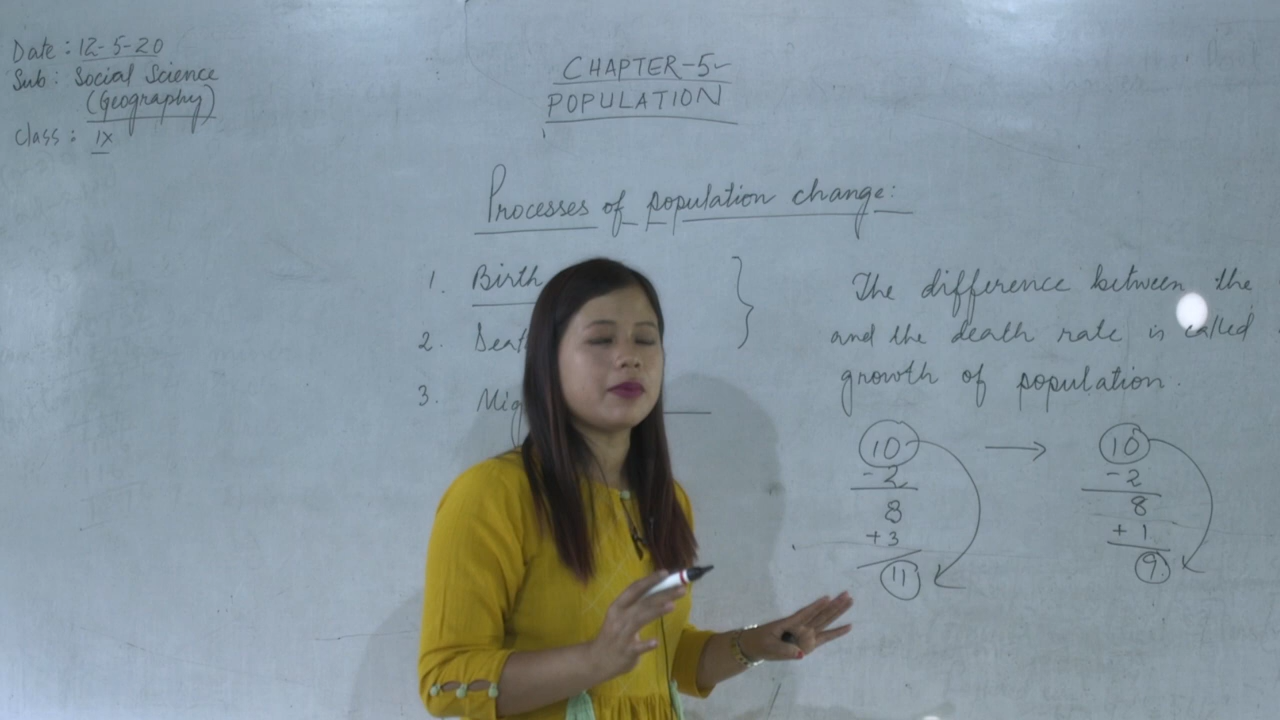 Date : 12-5-20
Sub : Social Science
(Geography)
Class : IX
CHAPTER-5
POPULATION
Processes of population change:
1. Birth
2. Deat
3. Mig
The difference between the
and the death rate is called
growth of population.
10 → 10
-2 -2
8 8
+3 +1
11 9